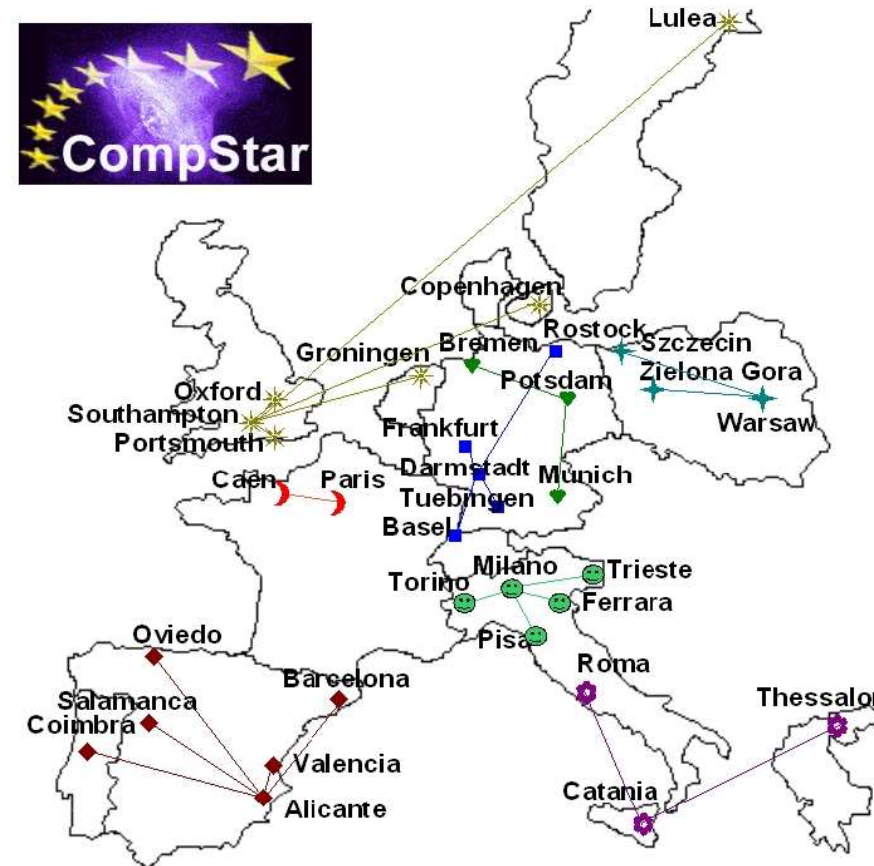 Lulea
CompStar
Copenhagen
Rostock
Bremen
Szczecin
Groningen
Zielona Gora
Potsdam
Oxford
Southampton
Warsaw
Frankfurt
Portsmouth
Darmstadt
Munich
Caen
Paris
Tuebingen
Basel
Milano
Trieste
Torino
Ferrara
Pisa
Oviedo
Roma
Barcelona
Salamanca
Thessalon
Coimbra
Valencia
Catania
Alicante